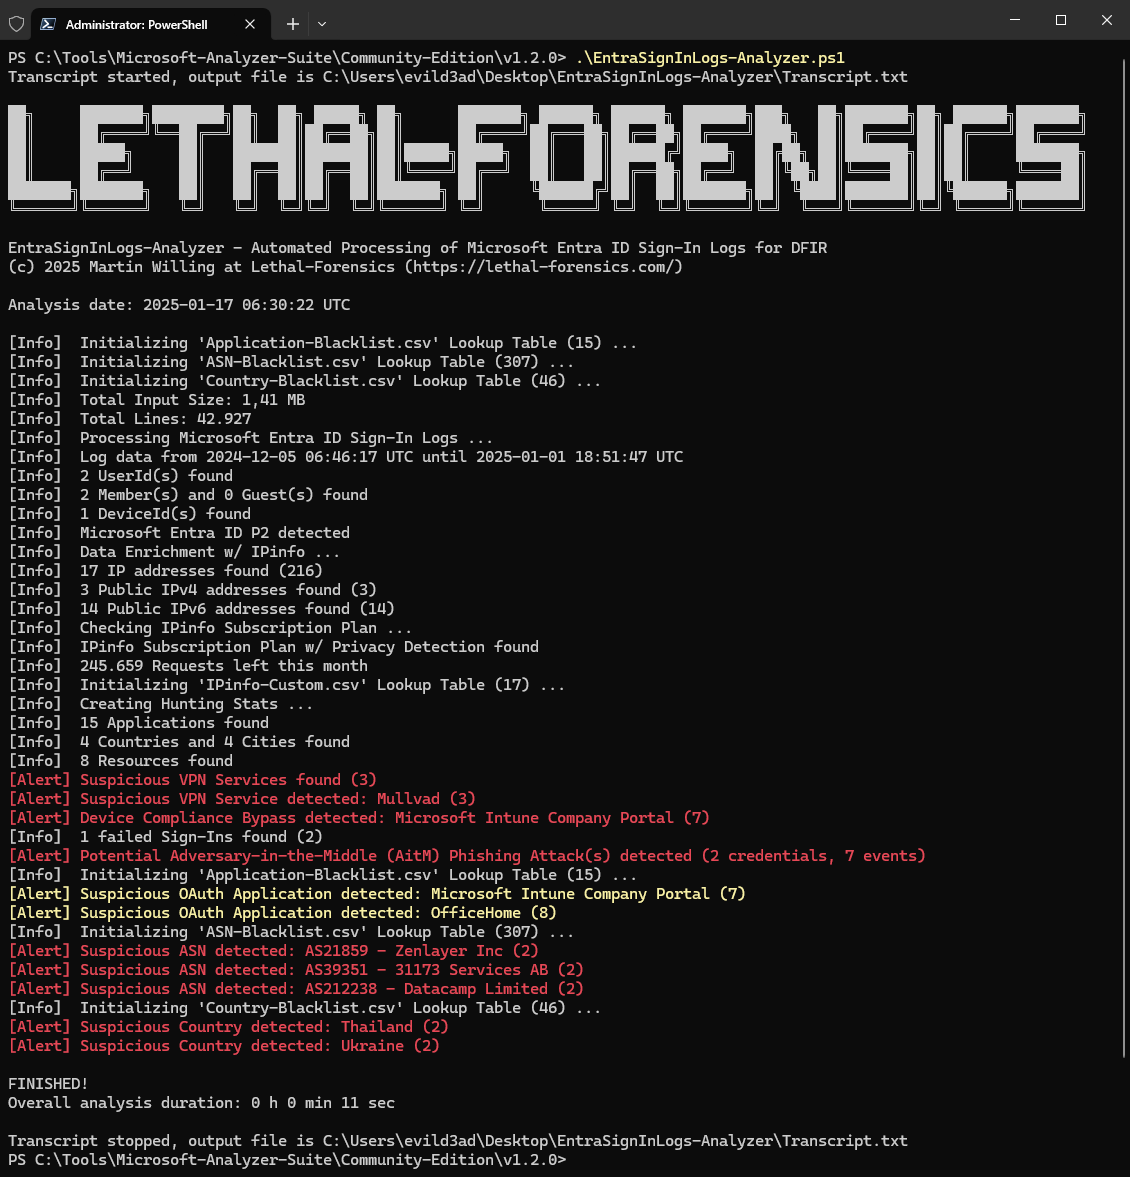 Administrator: PowerShell
PS C:\Tools\Microsoft-Analyzer-Suite\Community-Edition\v1.2.0> .\EntraSignInLogs-Analyzer.ps1
Transcript started, output file is C:\Users\evild3ad\Desktop\EntraSignInLogs-Analyzer\Transcript.txt
LETHAL-FORENSICS
EntraSignInLogs-Analyzer - Automated Processing of Microsoft Entra ID Sign-In Logs for DFIR
(c) 2025 Martin Willing at Lethal-Forensics (https://lethal-forensics.com/)
Analysis date: 2025-01-17 06:30:22 UTC
[Info]  Initializing 'Application-Blacklist.csv' Lookup Table (15) ...
[Info]  Initializing 'ASN-Blacklist.csv' Lookup Table (307) ...
[Info]  Initializing 'Country-Blacklist.csv' Lookup Table (46) ...
[Info]  Total Input Size: 1,41 MB
[Info]  Total Lines: 42.927
[Info]  Processing Microsoft Entra ID Sign-In Logs ...
[Info]  Log data from 2024-12-05 06:46:17 UTC until 2025-01-01 18:51:47 UTC
[Info]  2 UserId(s) found
[Info]  2 Member(s) and 0 Guest(s) found
[Info]  1 DeviceId(s) found
[Info]  Microsoft Entra ID P2 detected
[Info]  Data Enrichment w/ IPinfo ...
[Info]  17 IP addresses found (216)
[Info]  3 Public IPv4 addresses found (3)
[Info]  14 Public IPv6 addresses found (14)
[Info]  Checking IPinfo Subscription Plan ...
[Info]  IPinfo Subscription Plan w/ Privacy Detection found
[Info]  245.659 Requests left this month
[Info]  Initializing 'IPinfo-Custom.csv' Lookup Table (17) ...
[Info]  Creating Hunting Stats ...
[Info]  15 Applications found
[Info]  4 Countries and 4 Cities found
[Info]  8 Resources found
[Alert] Suspicious VPN Services found (3)
[Alert] Suspicious VPN Service detected: Mullvad (3)
[Alert] Device Compliance Bypass detected: Microsoft Intune Company Portal (7)
[Info]  1 failed Sign-Ins found (2)
[Alert] Potential Adversary-in-the-Middle (AitM) Phishing Attack(s) detected (2 credentials, 7 events)
[Info]  Initializing 'Application-Blacklist.csv' Lookup Table (15) ...
[Alert] Suspicious OAuth Application detected: Microsoft Intune Company Portal (7)
[Alert] Suspicious OAuth Application detected: OfficeHome (8)
[Info]  Initializing 'ASN-Blacklist.csv' Lookup Table (307) ...
[Alert] Suspicious ASN detected: AS21859 - Zenlayer Inc (2)
[Alert] Suspicious ASN detected: AS39351 - 31173 Services AB (2)
[Alert] Suspicious ASN detected: AS212238 - Datacamp Limited (2)
[Info]  Initializing 'Country-Blacklist.csv' Lookup Table (46) ...
[Alert] Suspicious Country detected: Thailand (2)
[Alert] Suspicious Country detected: Ukraine (2)
FINISHED!
Overall analysis duration: 0 h 0 min 11 sec
Transcript stopped, output file is C:\Users\evild3ad\Desktop\EntraSignInLogs-Analyzer\Transcript.txt
PS C:\Tools\Microsoft-Analyzer-Suite\Community-Edition\v1.2.0>